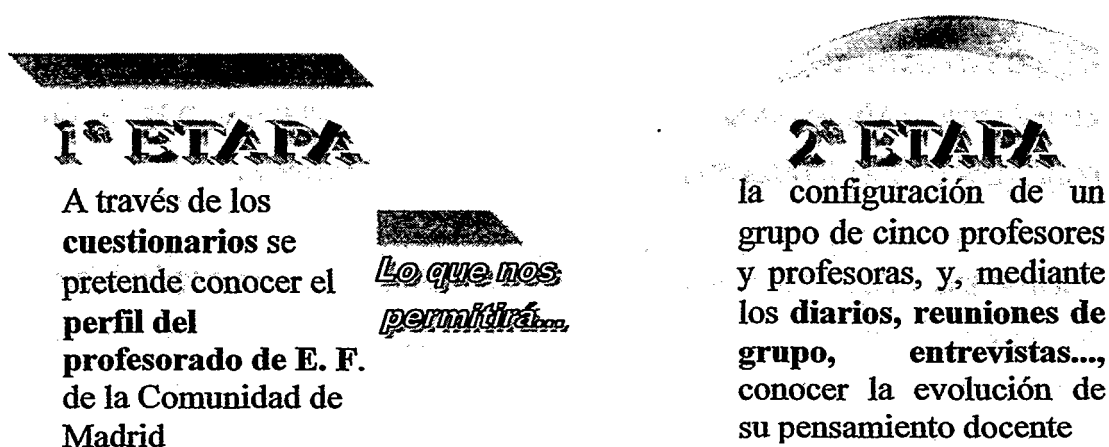 1ª ETAPA
A través de los
cuestionarios se
pretende conocer el
perfil del
profesorado de E. F.
de la Comunidad de
Madrid
Lo que nos
permitirá...
2ª ETAPA
la configuración de un
grupo de cinco profesores
y profesoras, y, mediante
los diarios, reuniones de
grupo, entrevistas...,
conocer la evolución de
su pensamiento docente